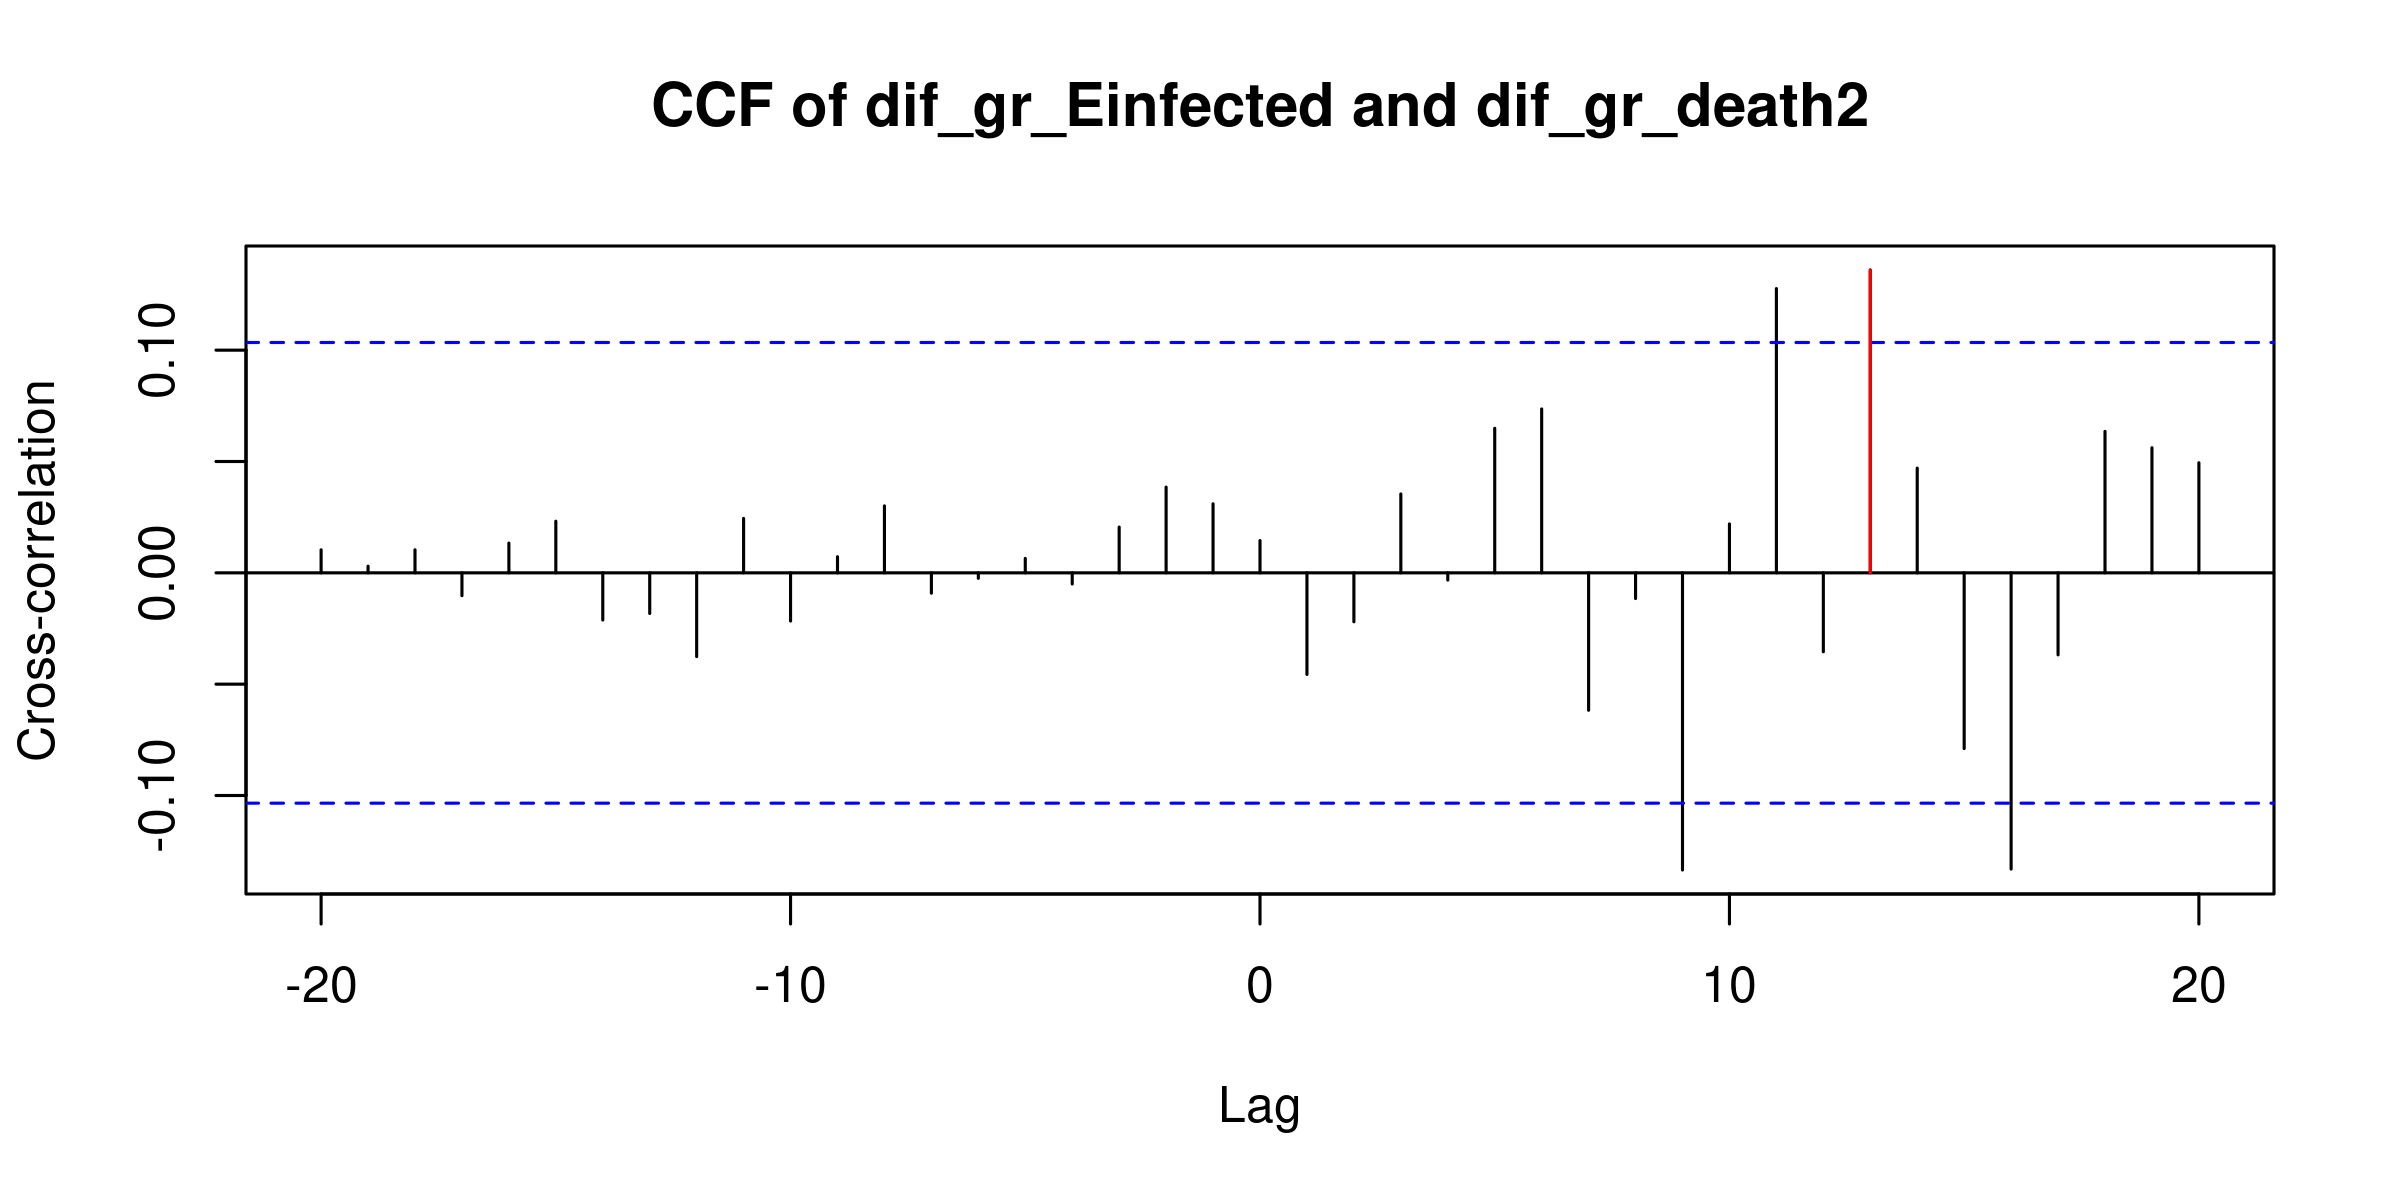 CCF of dif_gr_Einfected and dif_gr_death2
Cross-correlation
0.10
0.00
-0.10
-20 -10 0 10 20
Lag